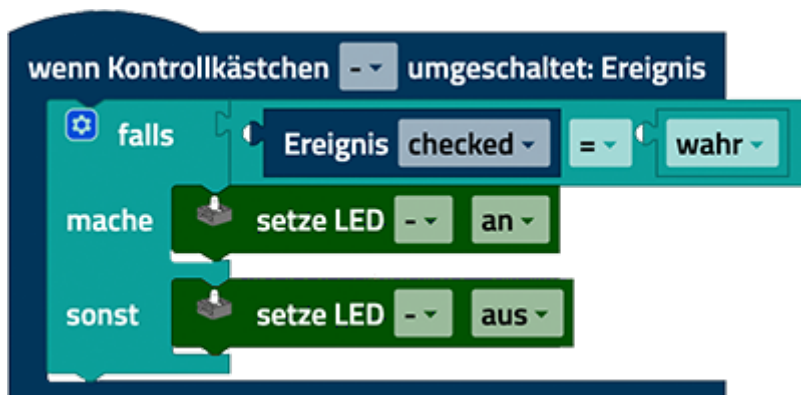 wenn Kontrollkästchen - umgeschaltet: Ereignis
falls Ereignis checked = wahr
mache setze LED - an
sonst setze LED - aus